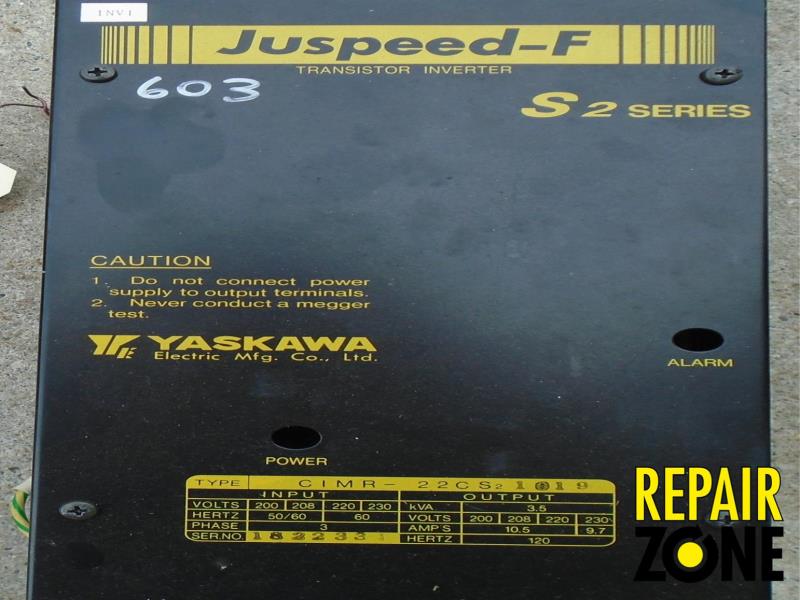 INV1
Juspeed-F
TRANSISTOR INVERTER
603
S2 SERIES
CAUTION
1. Do not connect power
supply to output terminals.
2. Never conduct a megger
test.
YASKAWA
Electric Mfg. Co., Ltd.
ALARM
POWER
TYPE CIMR-22CS2 1019
INPUT OUTPUT
VOLTS 200 208 220 230 kVA 3.5
HERTZ 50/60 60 VOLTS 200 208 220 230
PHASE 3 AMP'S 10.5 9.7
SER.NO. HERTZ 120
REPAIR
ZONE